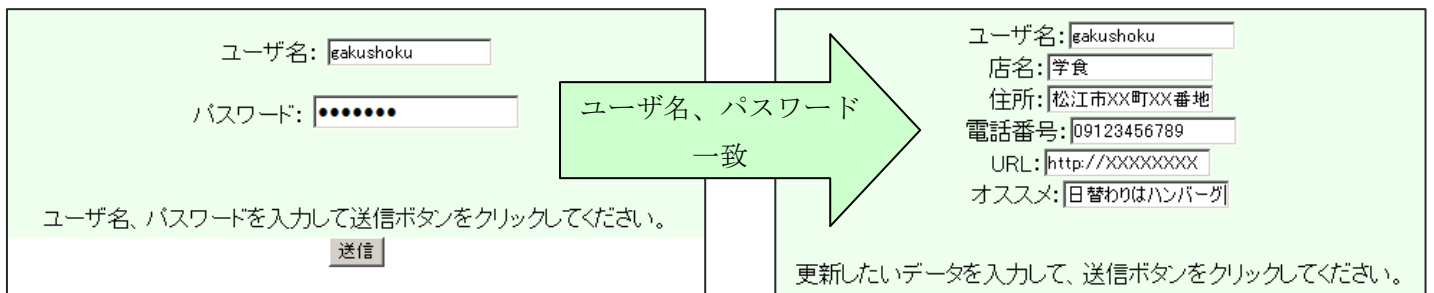 ユーザ名: gakushoku
パスワード: •••••••
ユーザ名、パスワードを入力して送信ボタンをクリックしてください。
送信
ユーザ名、パスワード
一致
ユーザ名: gakushoku
店名: 学食
住所: 松江市XX町XX番地
電話番号: 09123456789
URL: http://XXXXXXXX
オススメ: 日替わりはハンバーグ
更新したいデータを入力して、送信ボタンをクリックしてください。